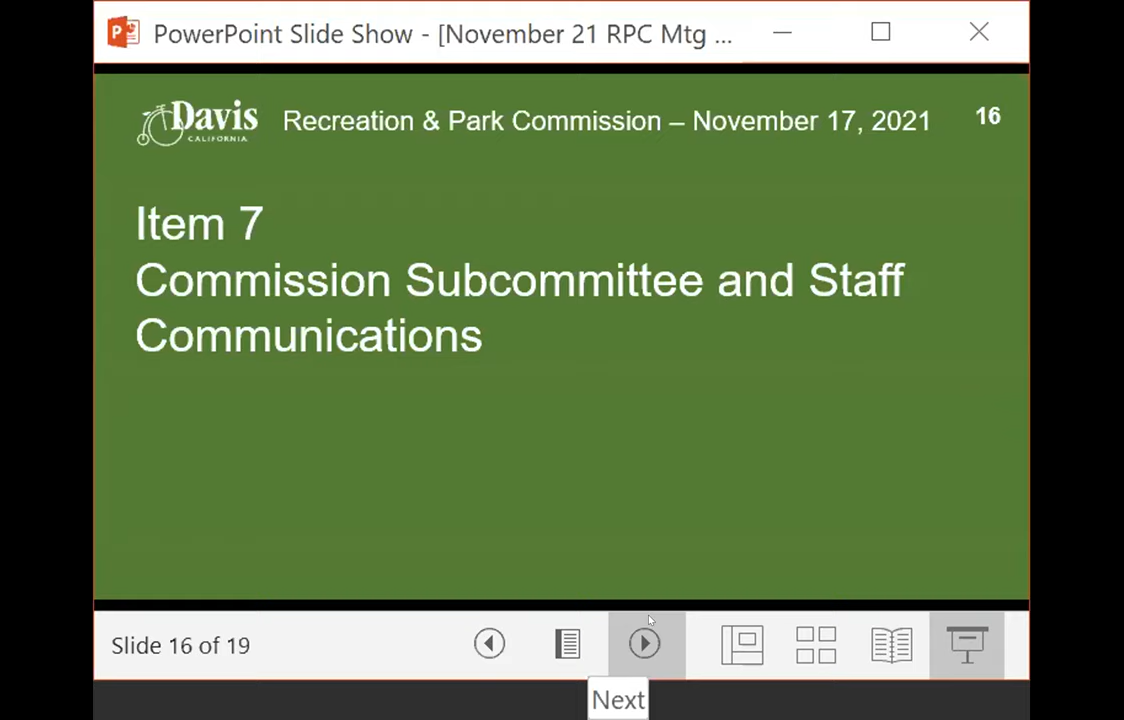 PowerPoint Slide Show - [November 21 RPC Mtg ...
Davis
CALIFORNIA
Recreation & Park Commission – November 17, 2021
16
Item 7
Commission Subcommittee and Staff
Communications
Slide 16 of 19
Next